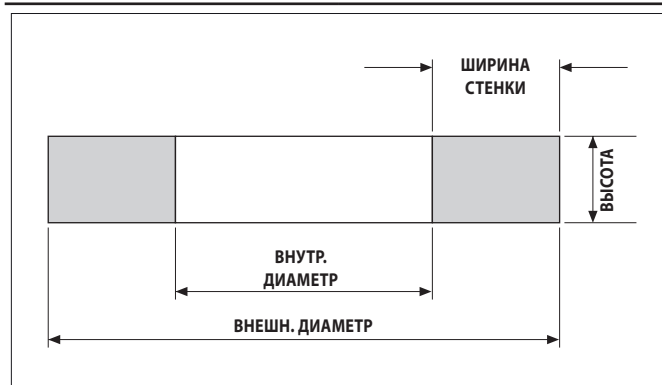 ШИРИНА
СТЕНКИ
ВЫСОТА
ВНУТР.
ДИАМЕТР
ВНЕШН. ДИАМЕТР